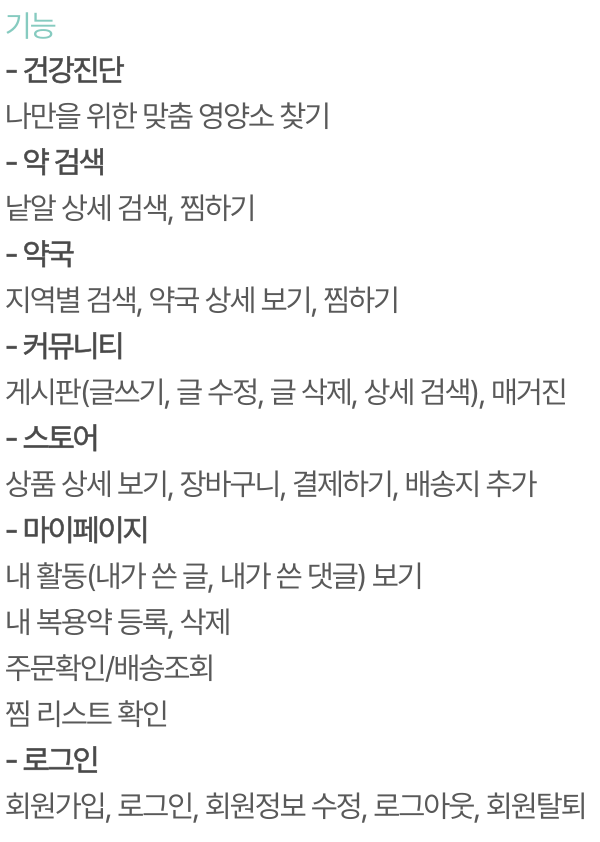 기능
- 건강진단
나만을 위한 맞춤 영양소 찾기
- 약 검색
낱알 상세 검색, 찜하기
- 약국
지역별 검색, 약국 상세 보기, 찜하기
- 커뮤니티
게시판(글쓰기, 글 수정, 글 삭제, 상세 검색), 매거진
- 스토어
상품 상세 보기, 장바구니, 결제하기, 배송지 추가
- 마이페이지
내 활동(내가 쓴 글, 내가 쓴 댓글) 보기
내 복용약 등록, 삭제
주문확인/배송조회
찜 리스트 확인
- 로그인
회원가입, 로그인, 회원정보 수정, 로그아웃, 회원탈퇴